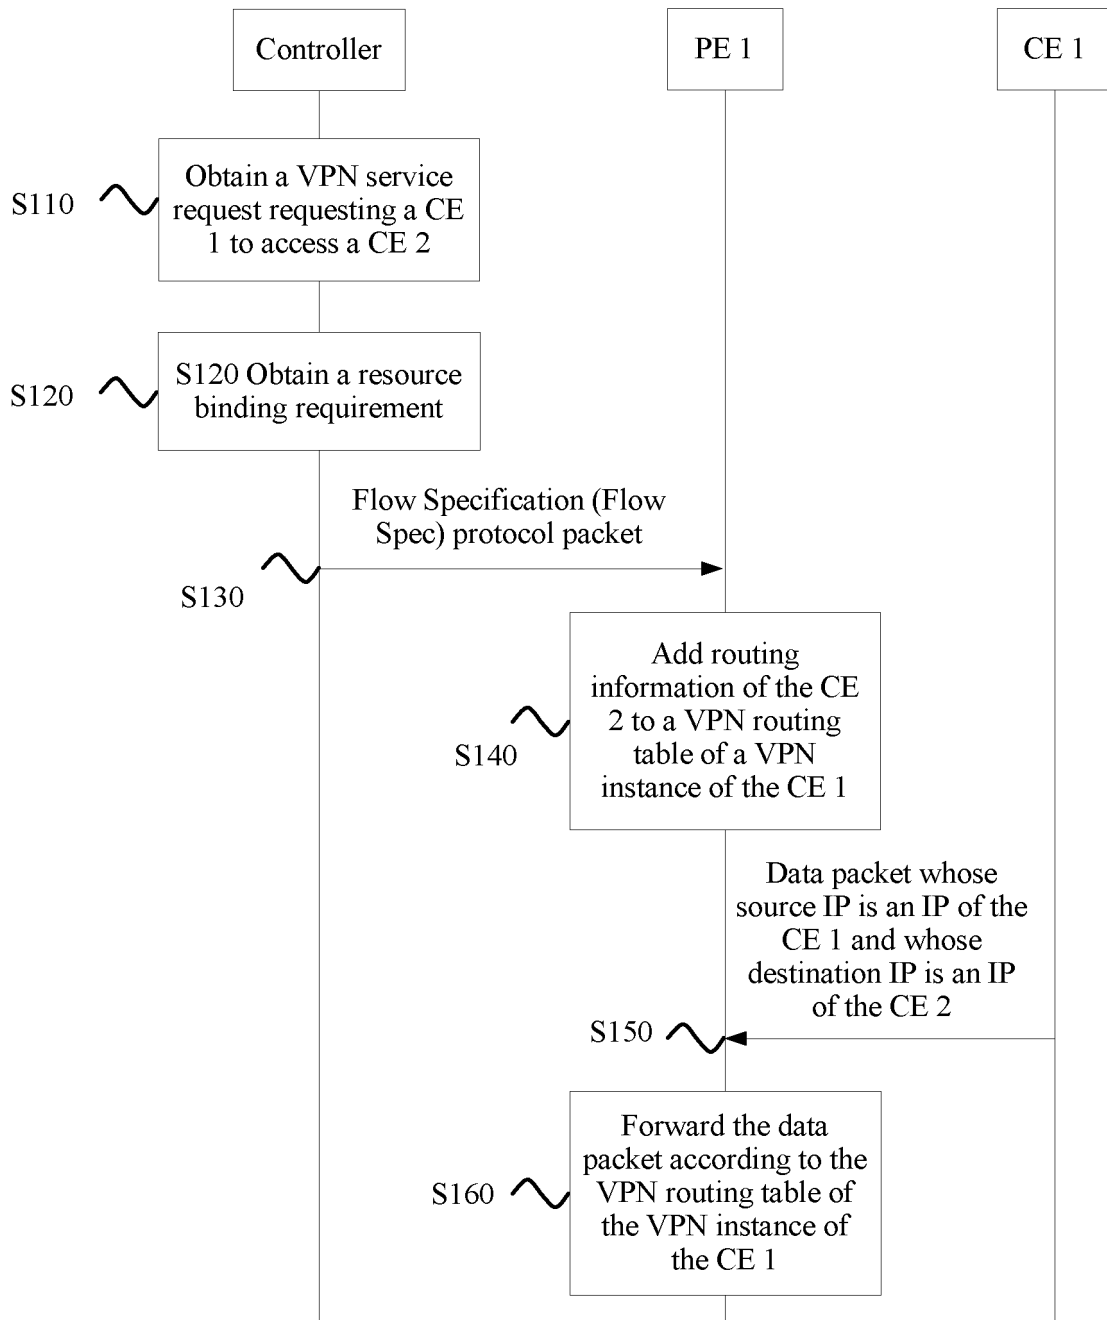 Controller
PE 1
CE 1
S110
Obtain a VPN service
request requesting a CE
1 to access a CE 2
S120
S120 Obtain a resource
binding requirement
Flow Specification (Flow
Spec) protocol packet
S130
Add routing
information of the CE
2 to a VPN routing
table of a VPN
instance of the CE 1
S140
Data packet whose
source IP is an IP of the
CE 1 and whose
destination IP is an IP
of the CE 2
S150
Forward the data
packet according to the
VPN routing table of
the VPN instance of
the CE 1
S160